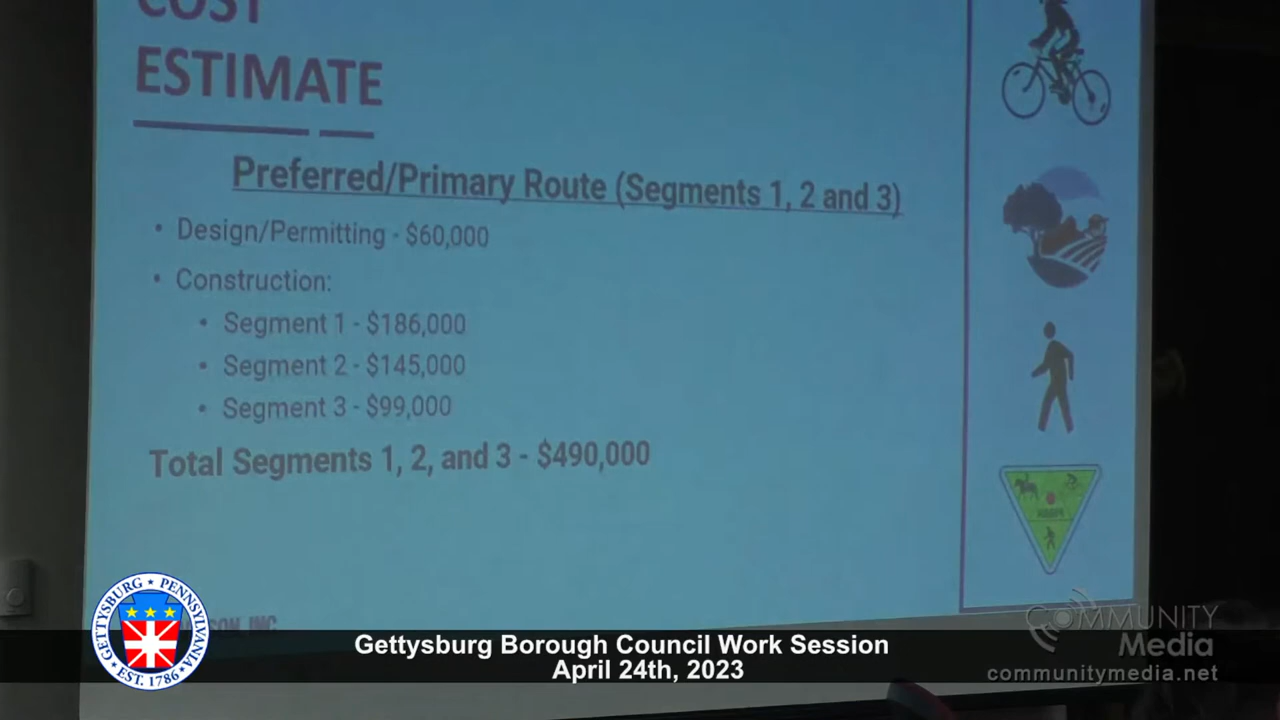 COST
ESTIMATE
Preferred/Primary Route (Segments 1, 2 and 3)
• Design/Permitting - $60,000
• Construction:
• Segment 1 - $186,000
• Segment 2 - $145,000
• Segment 3 - $99,000
Total Segments 1, 2, and 3 - $490,000
INC
GETTYSBURG ★ PENNSYLVANIA
EST. 1786
Gettysburg Borough Council Work Session
April 24th, 2023
COMMUNITY
Media
communitymedia.net